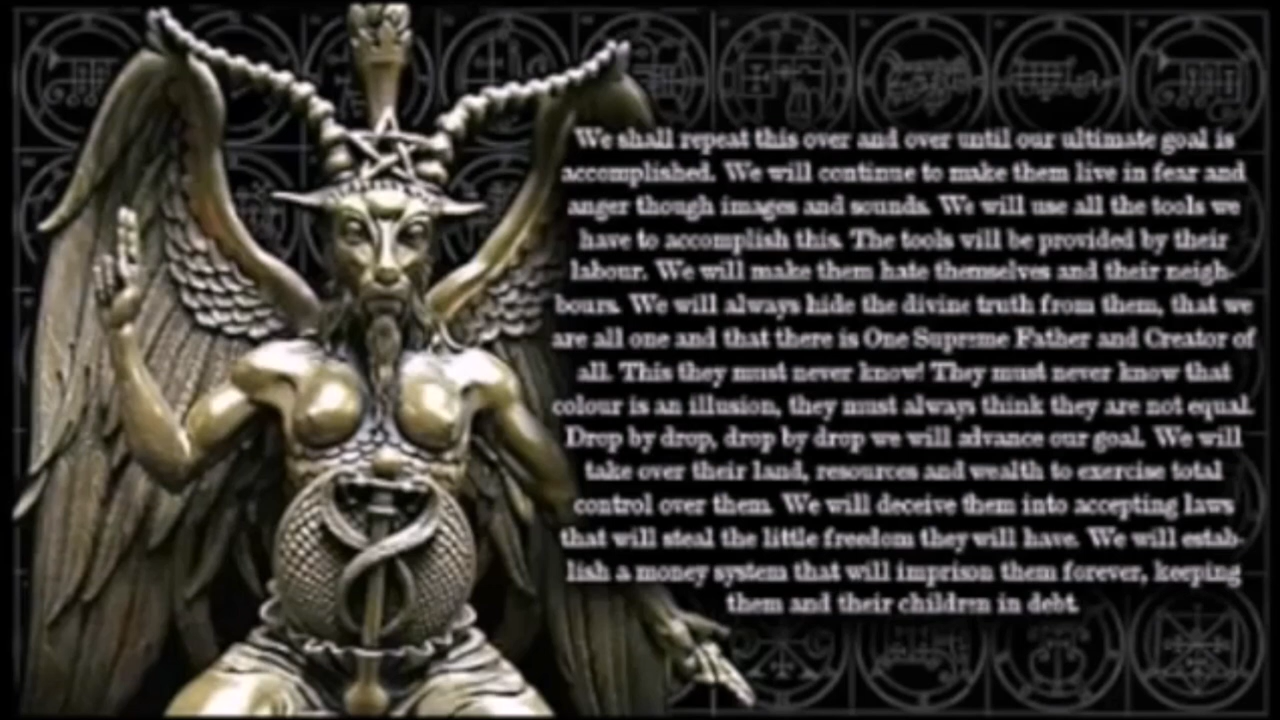 We shall repeat this over and over until our ultimate goal is
accomplished. We will continue to make them live in fear and
anger though images and sounds. We will use all the tools we
have to accomplish this. The tools will be provided by their
labour. We will make them hate themselves and their neigh-
bours. We will always hide the divine truth from them, that we
are all one and that there is One Supreme Father and Creator of
all. This they must never know! They must never know that
colour is an illusion, they must always think they are not equal.
Drop by drop, drop by drop we will advance our goal. We will
take over their land, resources and wealth to exercise total
control over them. We will deceive them into accepting laws
that will steal the little freedom they will have. We will estab-
lish a money system that will imprison them forever, keeping
them and their children in debt.